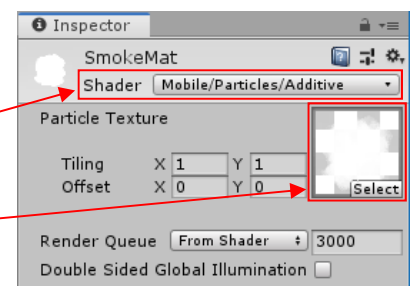 Inspector
SmokeMat
Shader Mobile/Particles/Additive
Particle Texture
Tiling X 1 Y 1
Offset X 0 Y 0
Select
Render Queue From Shader 3000
Double Sided Global Illumination